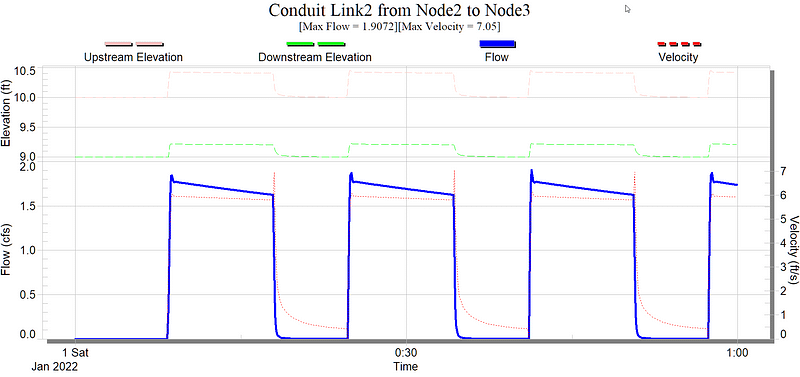 Conduit Link2 from Node2 to Node3
[Max Flow = 1.9072][Max Velocity = 7.05]
Upstream Elevation Downstream Elevation Flow Velocity
Elevation (ft)
10.5
10.0
9.0
Flow (cfs)
2.0
1.5
1.0
0.5
0.0
Velocity (ft/s)
7
6
5
4
3
2
1
0
1 Sat 0:30 1:00
Jan 2022 Time